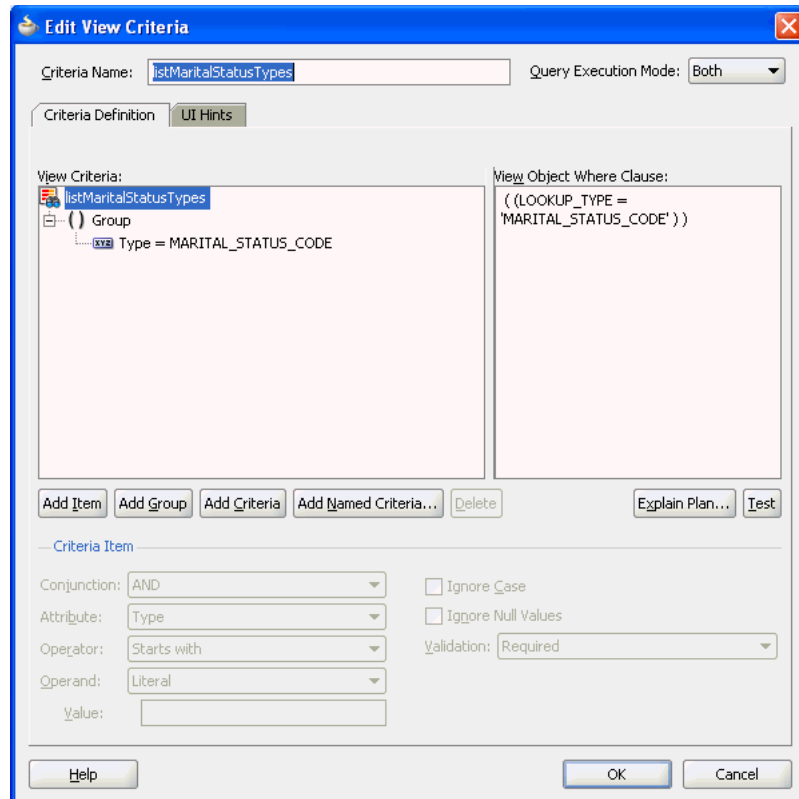 Edit View Criteria
Criteria Name: listMaritalStatusTypes Query Execution Mode: Both
Criteria Definition UI Hints
View Criteria: View Object Where Clause:
listMaritalStatusTypes
( ) Group
XYZ Type = MARITAL_STATUS_CODE
( (LOOKUP_TYPE =
'MARITAL_STATUS_CODE' ) )
Add Item Add Group Add Criteria Add Named Criteria... Delete Explain Plan... Test
Criteria Item
Conjunction: AND Ignore Case
Attribute: Type Ignore Null Values
Operator: Starts with Validation: Required
Operand: Literal
Value:
Help OK Cancel